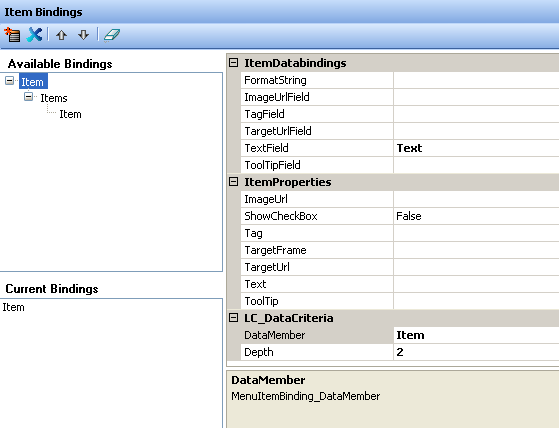 Item Bindings
Available Bindings
Item
Items
Item
Current Bindings
Item
ItemDatabindings
FormatString
ImageUrlField
TagField
TargetUrlField
TextField Text
ToolTipField
ItemProperties
ImageUrl
ShowCheckBox False
Tag
TargetFrame
TargetUrl
Text
ToolTip
LC_DataCriteria
DataMember Item
Depth 2
DataMember
MenuItemBinding_DataMember